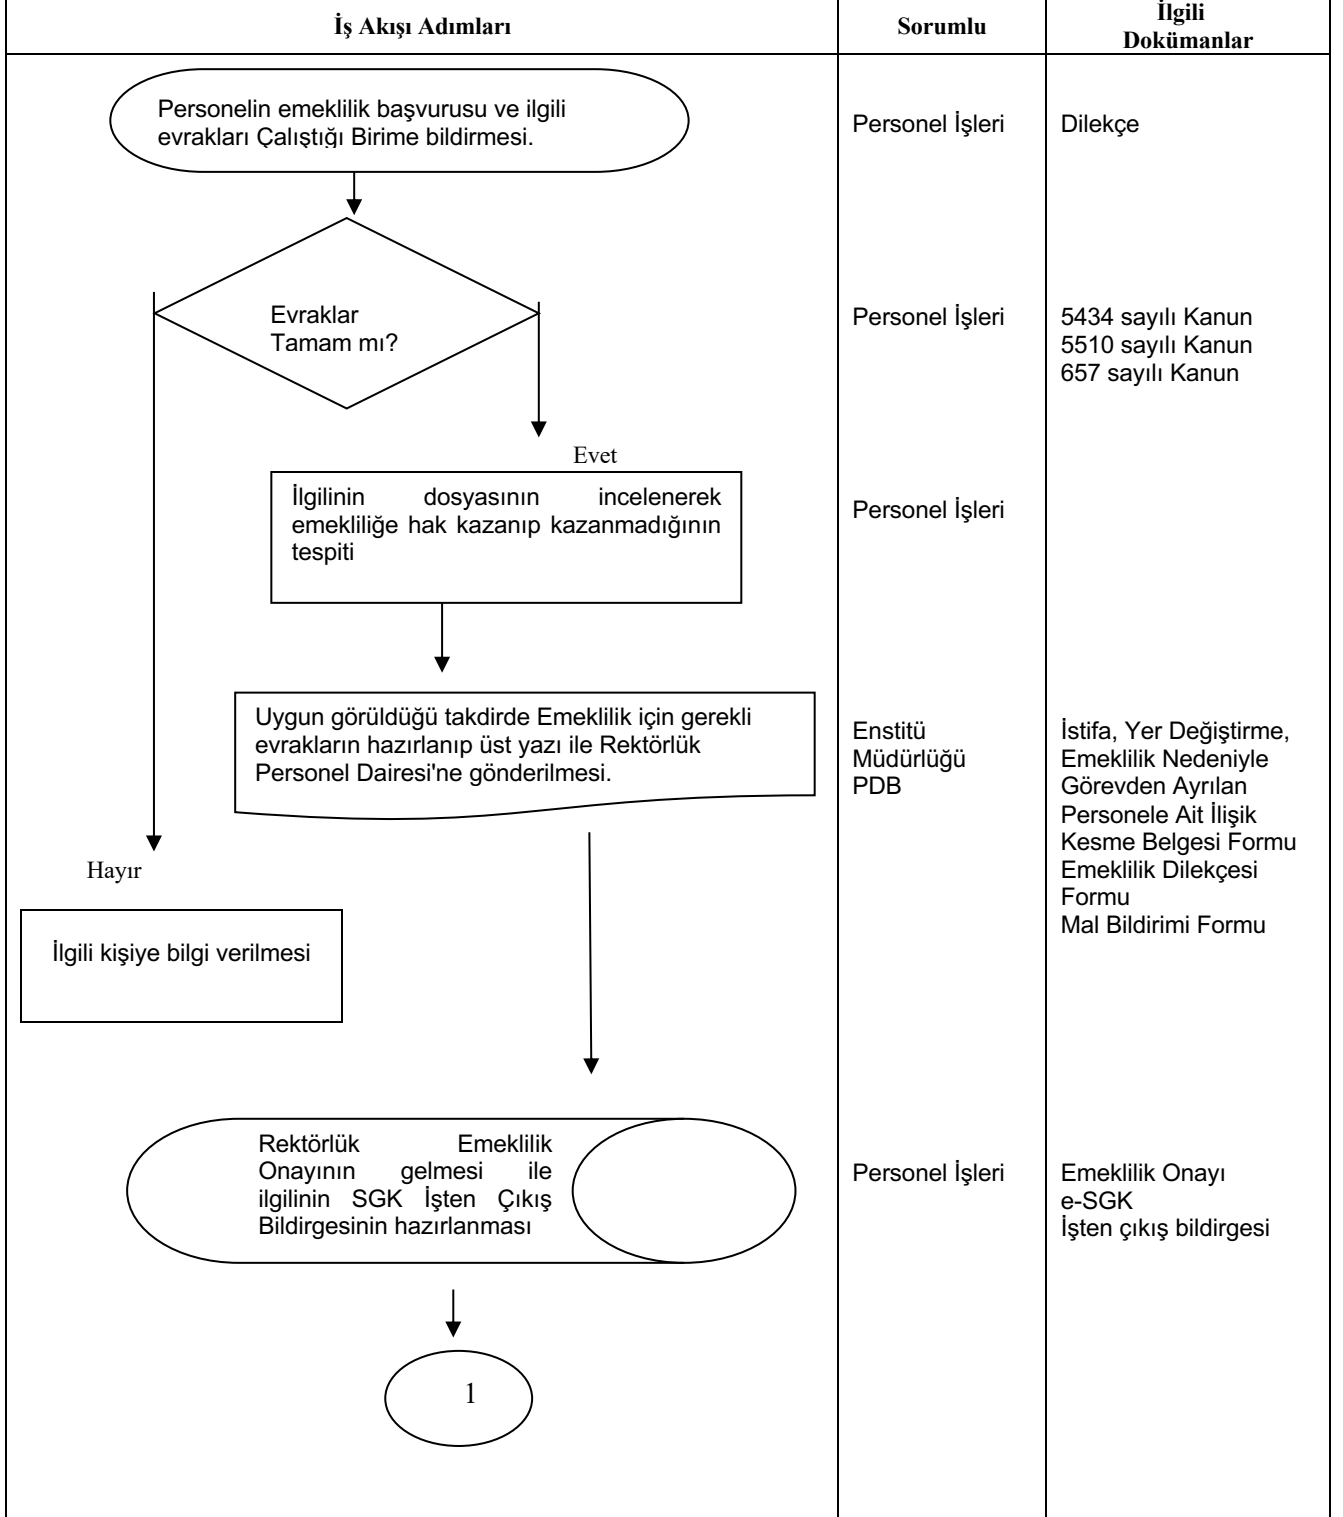 İş Akışı Adımları
Sorumlu
İlgili
Dokümanlar
Personelin emeklilik başvurusu ve ilgili
evrakları Çalıştığı Birime bildirmesi.
Personel İşleri
Dilekçe
Evraklar
Tamam mı?
Personel İşleri
5434 sayılı Kanun
5510 sayılı Kanun
657 sayılı Kanun
Evet
İlgilinin dosyasının incelenerek
emekliliğe hak kazanıp kazanmadığının
tespiti
Personel İşleri
Uygun görüldüğü takdirde Emeklilik için gerekli
evrakların hazırlanıp üst yazı ile Rektörlük
Personel Dairesi'ne gönderilmesi.
Enstitü
Müdürlüğü
PDB
İstifa, Yer Değiştirme,
Emeklilik Nedeniyle
Görevden Ayrılan
Personele Ait İlişik
Kesme Belgesi Formu
Emeklilik Dilekçesi
Formu
Mal Bildirimi Formu
Hayır
İlgili kişiye bilgi verilmesi
Rektörlük Emeklilik
Onayının gelmesi ile
ilgilinin SGK İşten Çıkış
Bildirgesinin hazırlanması
Personel İşleri
Emeklilik Onayı
e-SGK
İşten çıkış bildirgesi
1